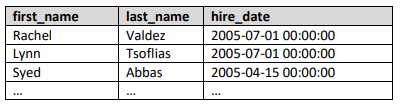 first_name last_name hire_date
Rachel Valdez 2005-07-01 00:00:00
Lynn Tsoflias 2005-07-01 00:00:00
Syed Abbas 2005-04-15 00:00:00
… … …